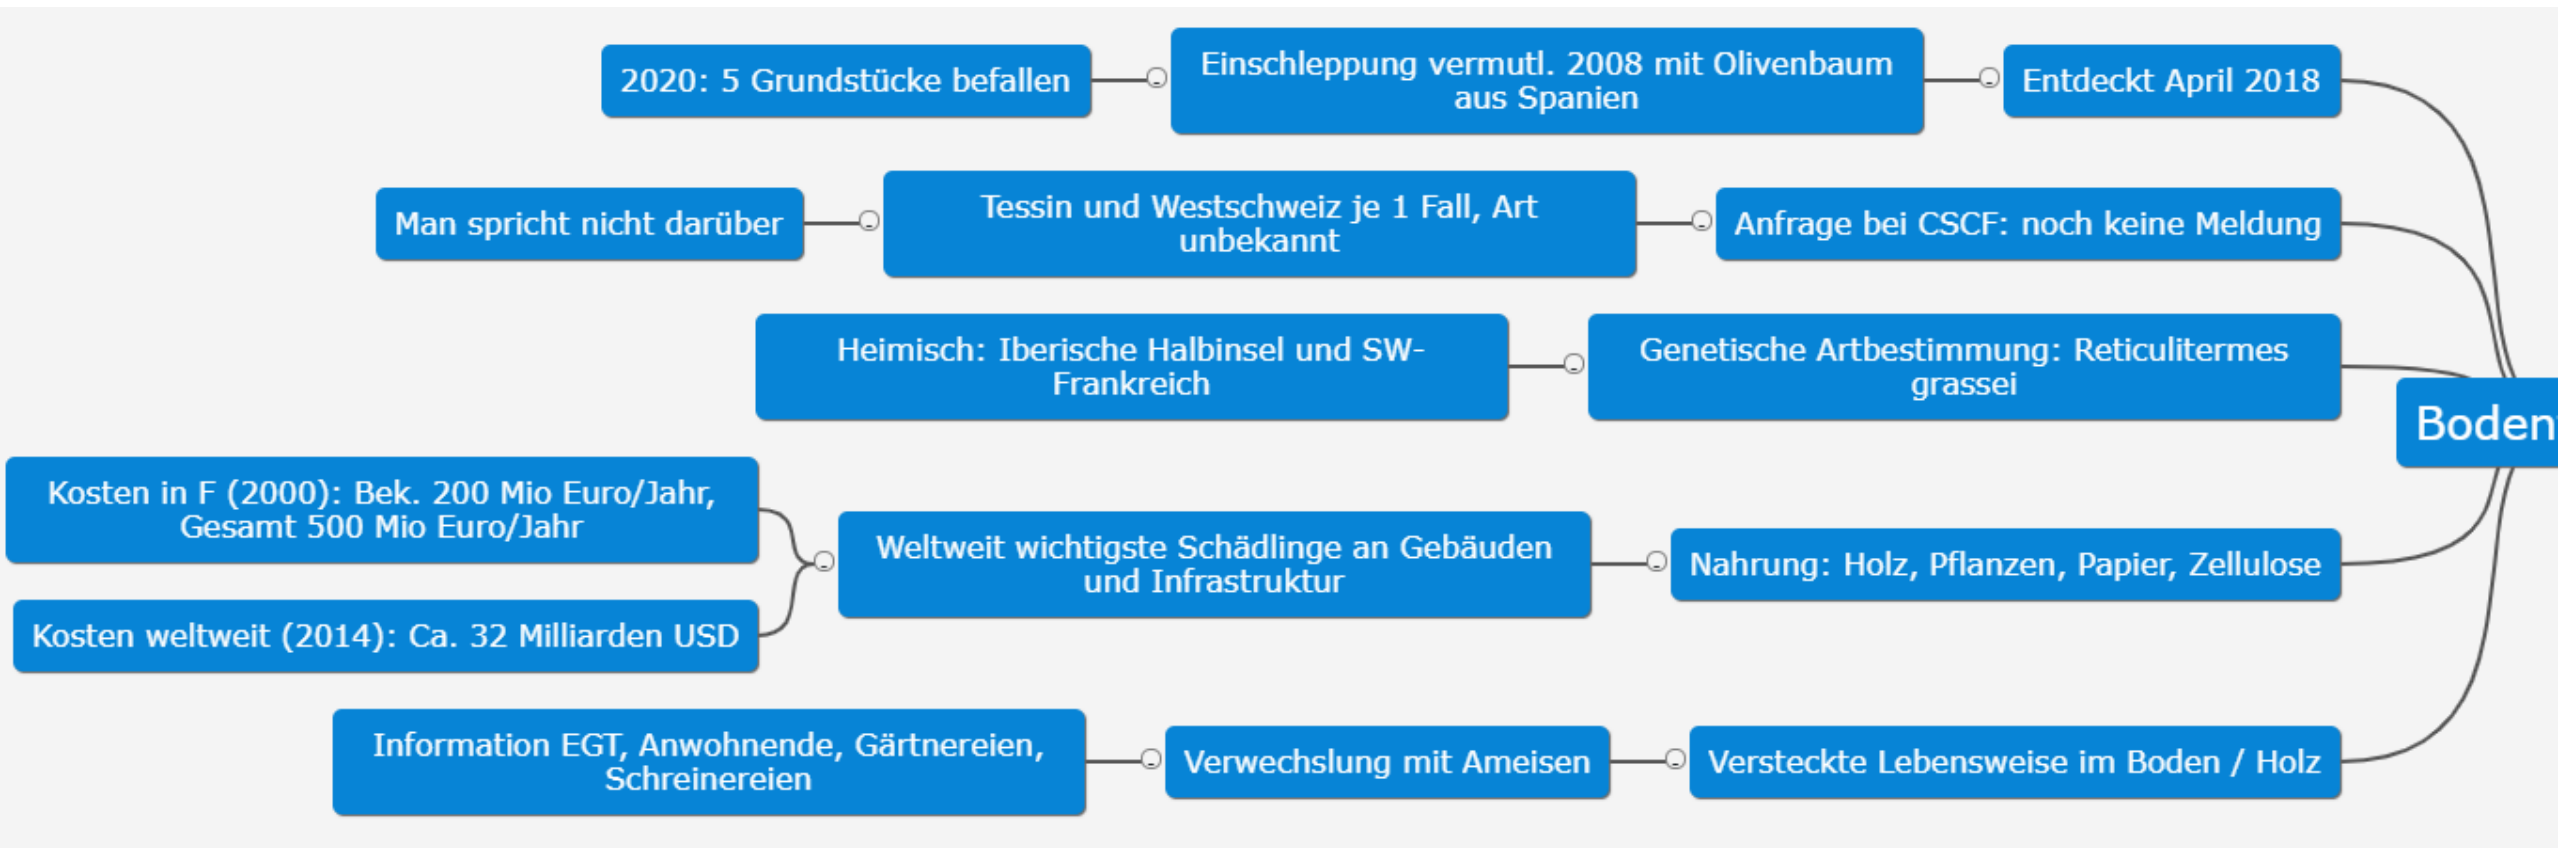 2020: 5 Grundstücke befallen
Einschleppung vermutl. 2008 mit Olivenbaum
aus Spanien
Entdeckt April 2018
Man spricht nicht darüber
Tessin und Westschweiz je 1 Fall, Art
unbekannt
Anfrage bei CSCF: noch keine Meldung
Heimisch: Iberische Halbinsel und SW-
Frankreich
Genetische Artbestimmung: Reticulitermes
grassei
Kosten in F (2000): Bek. 200 Mio Euro/Jahr,
Gesamt 500 Mio Euro/Jahr
Kosten weltweit (2014): Ca. 32 Milliarden USD
Weltweit wichtigste Schädlinge an Gebäuden
und Infrastruktur
Nahrung: Holz, Pflanzen, Papier, Zellulose
Information EGT, Anwohnende, Gärtnereien,
Schreinereien
Verwechslung mit Ameisen
Versteckte Lebensweise im Boden / Holz